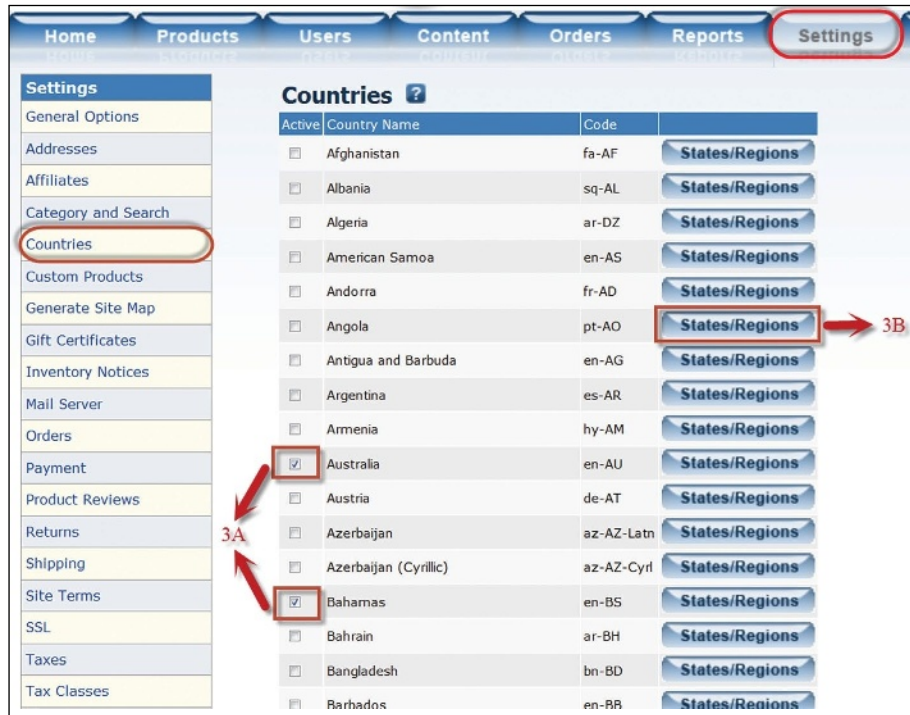 Home Products Users Content Orders Reports Settings
Settings
General Options
Addresses
Affiliates
Category and Search
Countries
Custom Products
Generate Site Map
Gift Certificates
Inventory Notices
Mail Server
Orders
Payment
Product Reviews
Returns
Shipping
Site Terms
SSL
Taxes
Tax Classes
Countries ?
Active Country Name Code
Afghanistan fa-AF States/Regions
Albania sq-AL States/Regions
Algeria ar-DZ States/Regions
American Samoa en-AS States/Regions
Andorra fr-AD States/Regions
Angola pt-AO States/Regions 3B
Antigua and Barbuda en-AG States/Regions
Argentina es-AR States/Regions
Armenia hy-AM States/Regions
Australia en-AU States/Regions
Austria de-AT States/Regions
3A
Azerbaijan az-AZ-Latn States/Regions
Azerbaijan (Cyrillic) az-AZ-Cyrl States/Regions
Bahamas en-BS States/Regions
Bahrain ar-BH States/Regions
Bangladesh bn-BD States/Regions
Barbados en-BB States/Regions